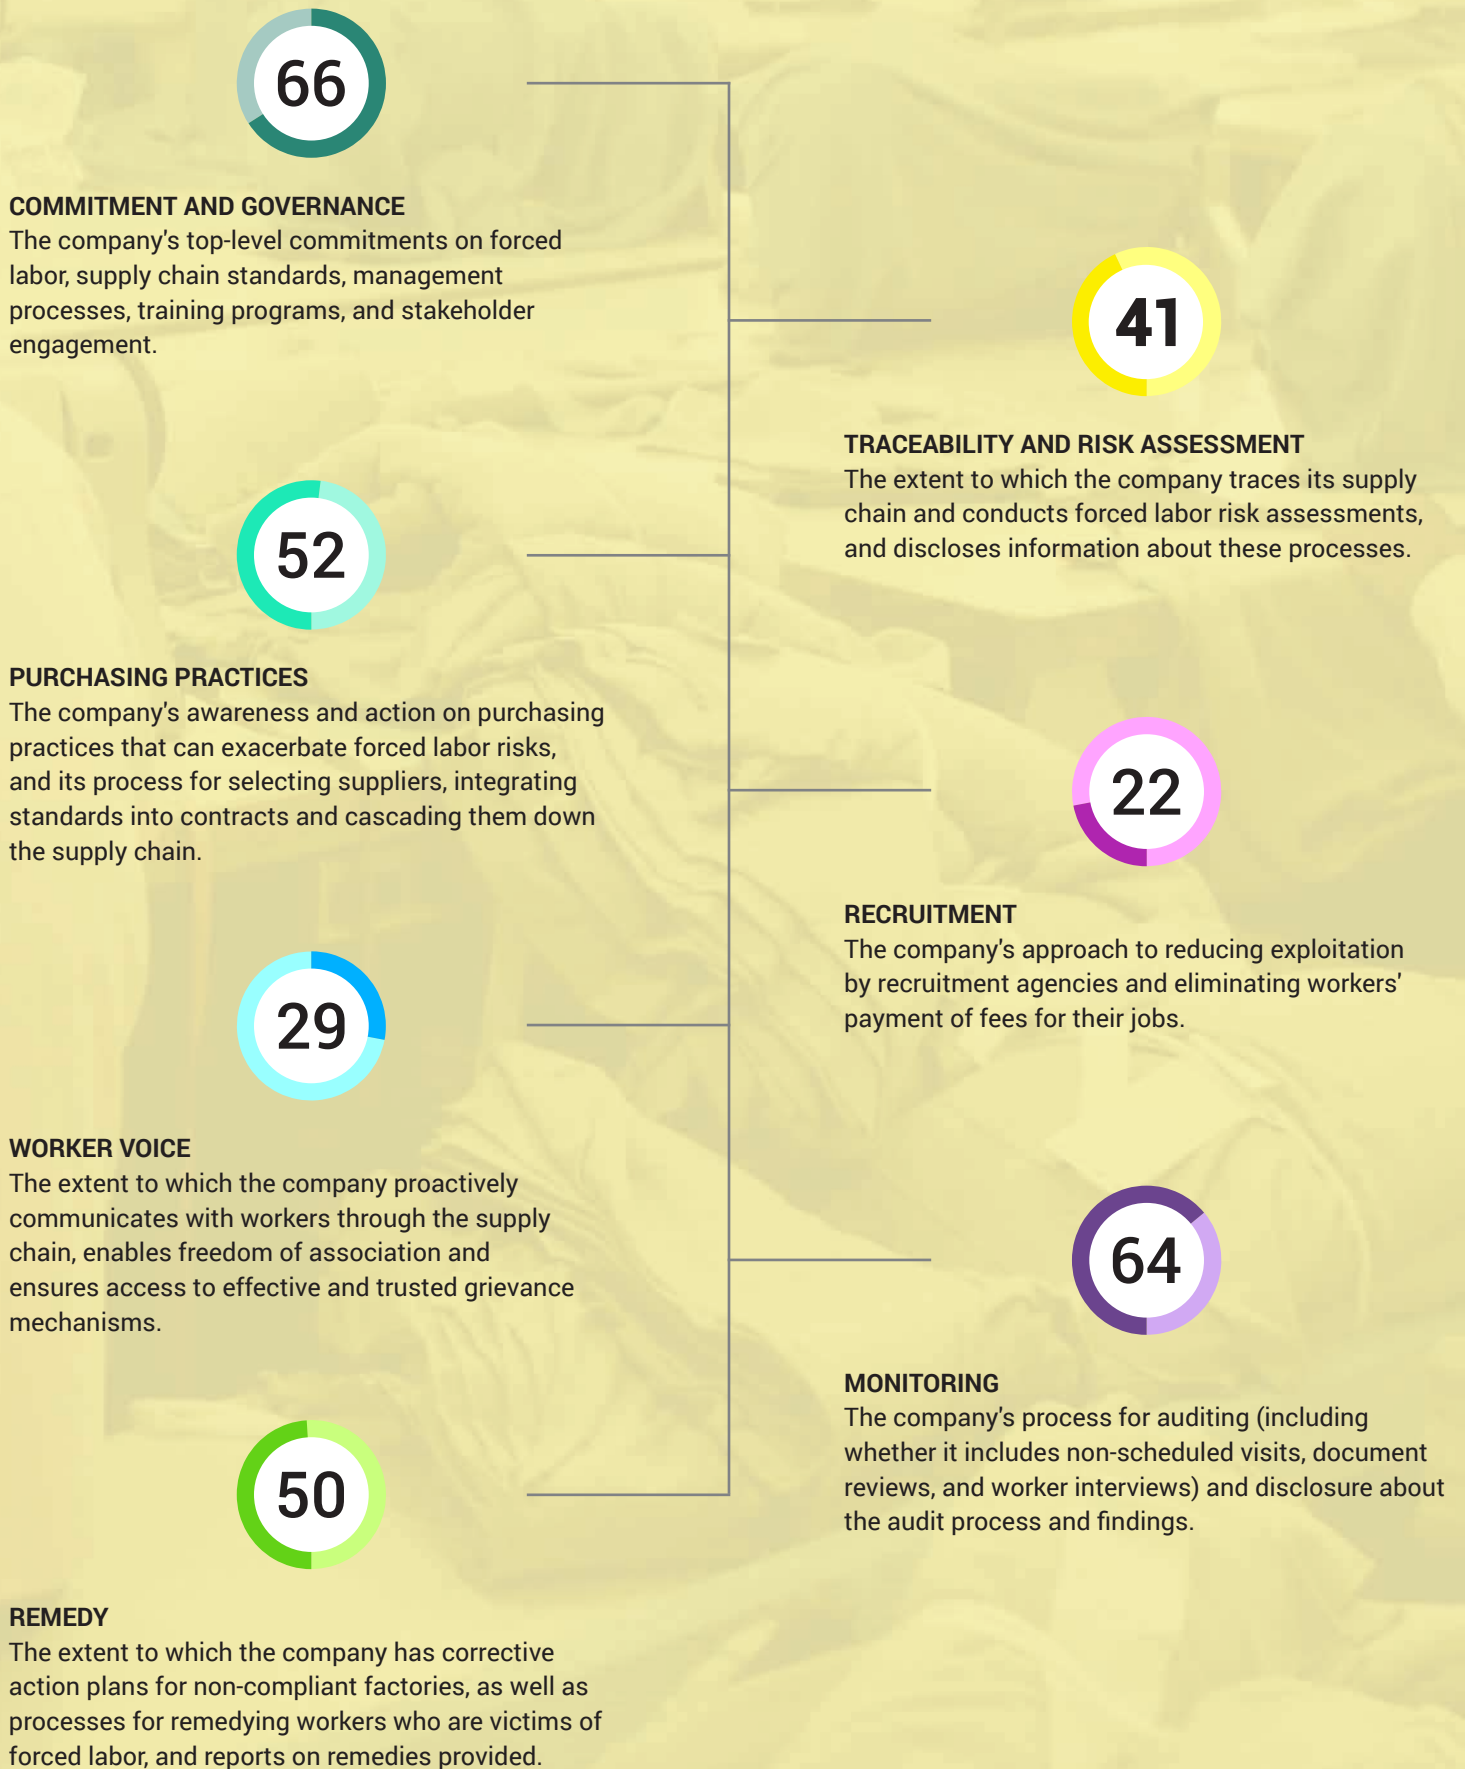 66
COMMITMENT AND GOVERNANCE
The company's top-level commitments on forced
labor, supply chain standards, management
processes, training programs, and stakeholder
engagement.
41
TRACEABILITY AND RISK ASSESSMENT
The extent to which the company traces its supply
chain and conducts forced labor risk assessments,
and discloses information about these processes.
52
PURCHASING PRACTICES
The company's awareness and action on purchasing
practices that can exacerbate forced labor risks,
and its process for selecting suppliers, integrating
standards into contracts and cascading them down
the supply chain.
22
RECRUITMENT
The company's approach to reducing exploitation
by recruitment agencies and eliminating workers'
payment of fees for their jobs.
29
WORKER VOICE
The extent to which the company proactively
communicates with workers through the supply
chain, enables freedom of association and
ensures access to effective and trusted grievance
mechanisms.
64
MONITORING
The company's process for auditing (including
whether it includes non-scheduled visits, document
reviews, and worker interviews) and disclosure about
the audit process and findings.
50
REMEDY
The extent to which the company has corrective
action plans for non-compliant factories, as well as
processes for remedying workers who are victims of
forced labor, and reports on remedies provided.